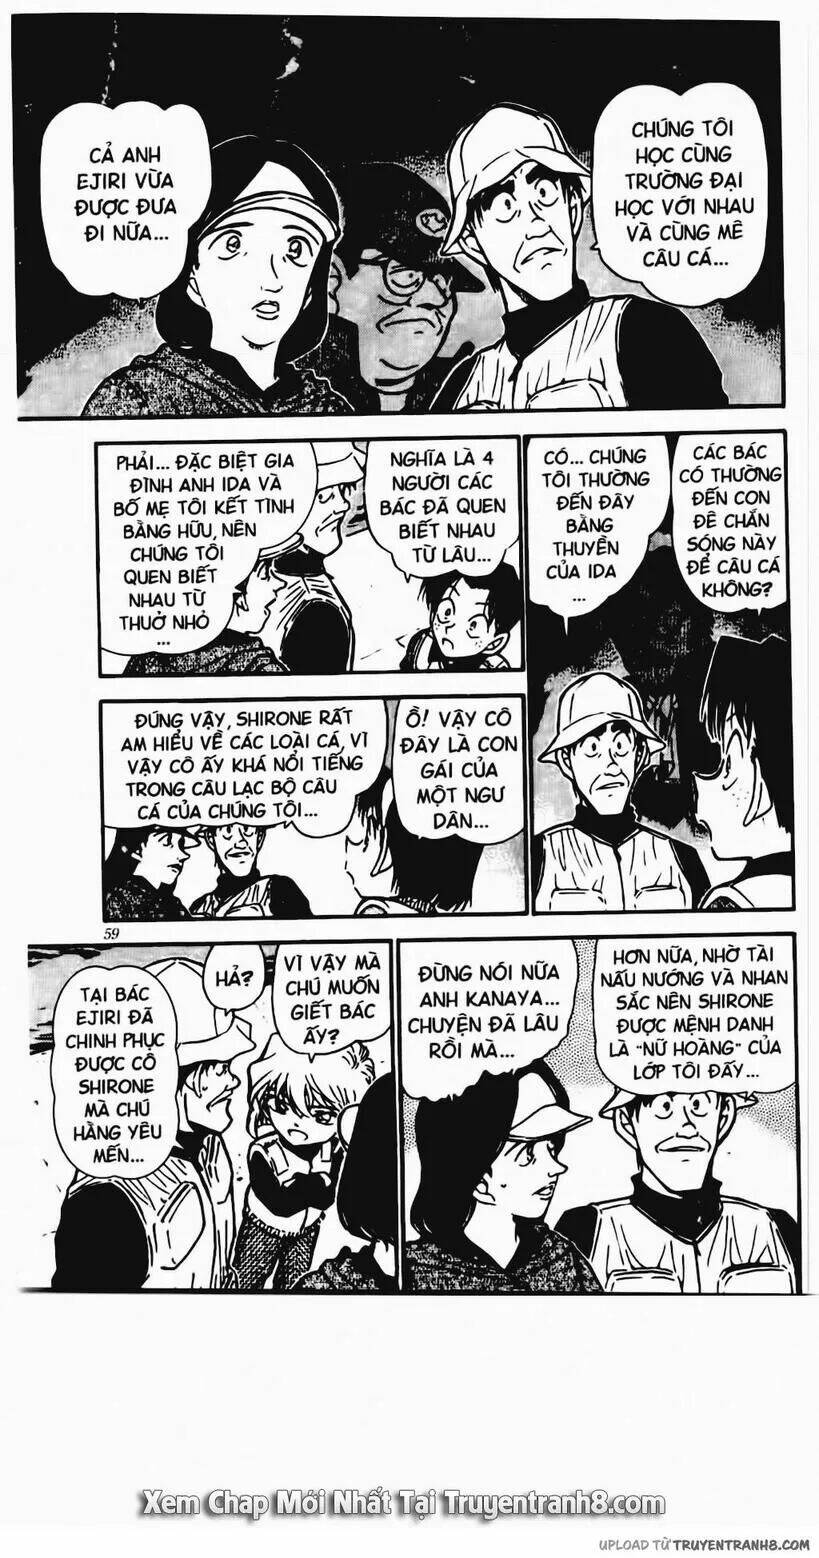 CHÚNG TÔI
HỌC CÙNG
TRƯỜNG ĐẠI
HỌC VỚI NHAU
VÀ CÙNG MÊ
CÂU CÁ...
CẢ ANH
EJIRI VỪA
ĐƯỢC ĐƯA
ĐI NỮA...
CÁC BÁC
CÓ THƯỜNG
ĐẾN CON
ĐÊ CHẮN
SÓNG NÀY
ĐỂ CÂU CÁ
KHÔNG?
CÓ... CHÚNG
TÔI THƯỜNG
ĐẾN ĐÂY
BẰNG
THUYỀN
CỦA IDA
...
NGHĨA LÀ 4
NGƯỜI CÁC
BÁC ĐÃ QUEN
BIẾT NHAU
TỪ LÂU...
PHẢI... ĐẶC BIỆT GIA
ĐÌNH ANH IDA VÀ
BỐ MẸ TÔI KẾT TÌNH
BẰNG HỮU, NÊN
CHÚNG TÔI
QUEN BIẾT
NHAU TỪ
THUỞ NHỎ
...
Ồ! VẬY CÔ
ĐÂY LÀ CON
GÁI CỦA
MỘT NGƯ
DÂN...
ĐÚNG VẬY, SHIRONE RẤT
AM HIỂU VỀ CÁC LOÀI CÁ, VÌ
VẬY CÔ ẤY KHÁ NỔI TIẾNG
TRONG CÂU LẠC BỘ CÂU
CÁ CỦA CHÚNG TÔI...
59
HƠN NỮA, NHỜ TÀI
NẤU NƯỚNG VÀ NHAN
SẮC NÊN SHIRONE
ĐƯỢC MỆNH DANH
LÀ "NỮ HOÀNG" CỦA
LỚP TÔI ĐẤY...
ĐỪNG NÓI NỮA
ANH KANAYA...
CHUYỆN ĐÃ LÂU
RỒI MÀ...
VÌ VẬY MÀ
CHÚ MUỐN
GIẾT BÁC
ẤY?
HẢ?
TẠI BÁC
EJIRI ĐÃ
CHINH PHỤC
ĐƯỢC CÔ
SHIRONE
MÀ CHÚ
HẰNG YÊU
MẾN...
Xem Chap Mới Nhất Tại Truyentranh8.com
UPLOAD TỪ TRUYENTRANH8.COM